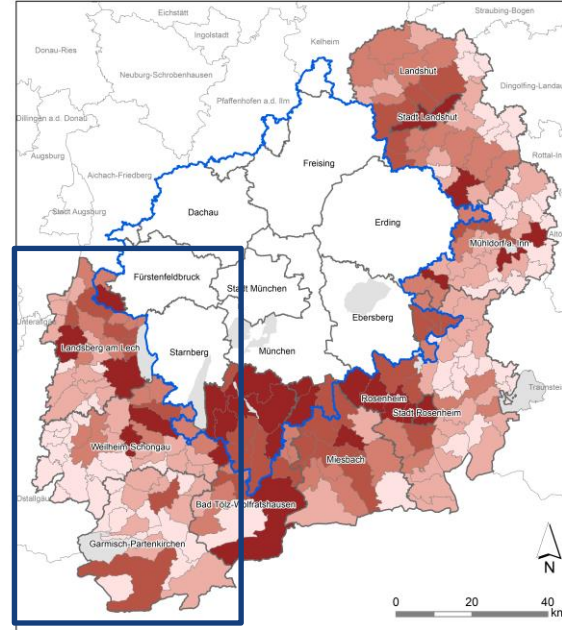 Eichstätt
Straubing-Bogen
Donau-Ries
Ingolstadt
Kelheim
Neuburg-Schrobenhausen
Landshut
Pfaffenhofen a.d. Ilm
Dingolfing-Landau
Dillingen a.d. Donau
Stadt Landshut
Augsburg
Freising
Rottal-Inn
Aichach-Friedberg
Dachau
Erding
Stadt Augsburg
Mühldorf a. Inn
Fürstenfeldbruck
Stadt München
Ebersberg
Unterallgäu
Landsberg am Lech
Starnberg
München
Rosenheim
Traunstein
Stadt Rosenheim
Weilheim-Schongau
Miesbach
Ostallgäu
Bad Tölz-Wolfratshausen
Garmisch-Partenkirchen
N
0 20 40
km